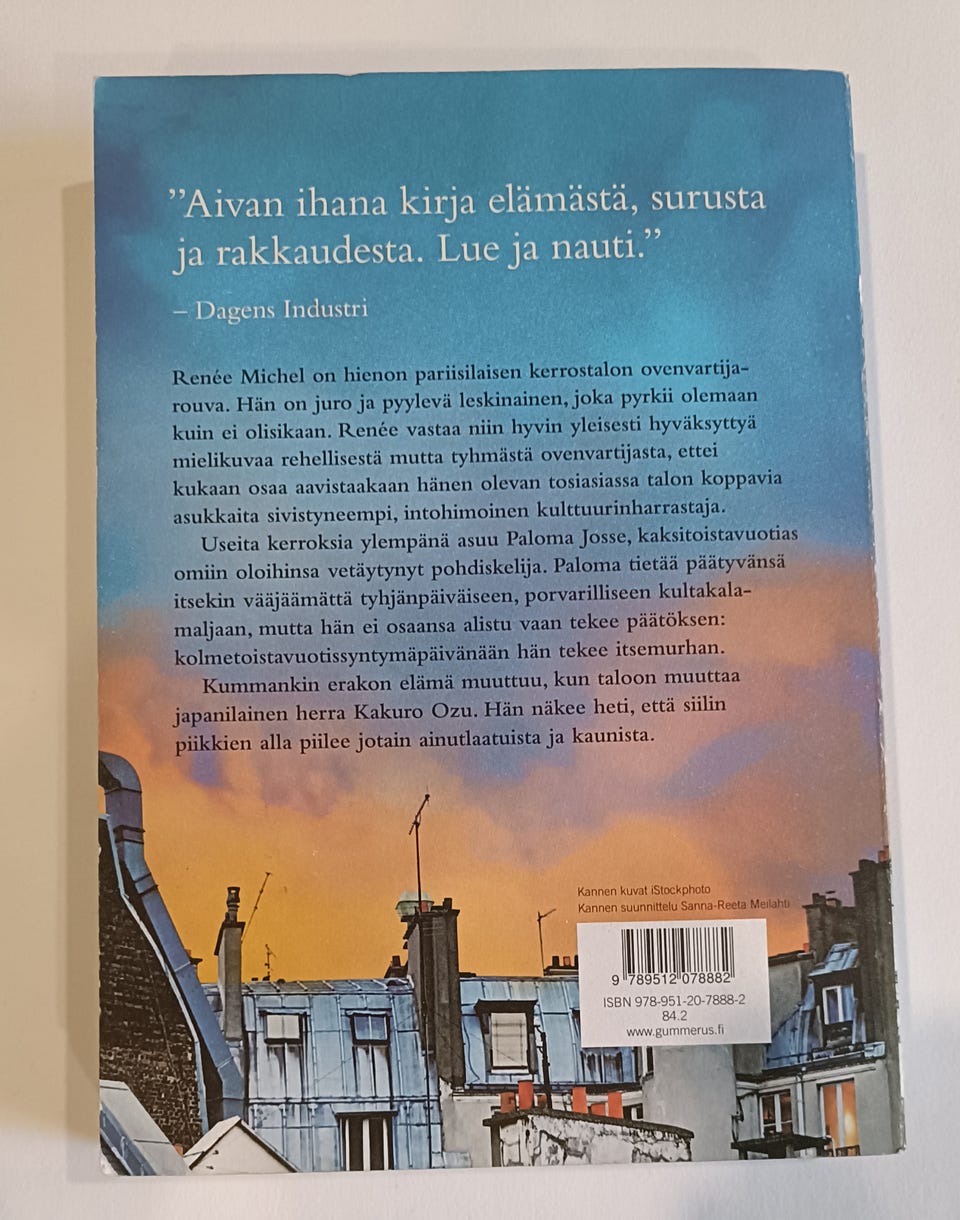 ”Aivan ihana kirja elämästä, surusta
ja rakkaudesta. Lue ja nauti.”
– Dagens Industri
Renée Michel on hienon pariisilaisen kerrostalon ovenvartija-
rouva. Hän on juro ja pyylevä leskinainen, joka pyrkii olemaan
kuin ei olisikaan. Renée vastaa niin hyvin yleisesti hyväksyttyä
mielikuvaa rehellisestä mutta tyhmästä ovenvartijasta, ettei
kukaan osaa aavistaakaan hänen olevan tosiasiassa talon koppavia
asukkaita sivistyneempi, intohimoinen kulttuurinharrastaja.
Useita kerroksia ylempänä asuu Paloma Josse, kaksitoistavuotias
omiin oloihinsa vetäytynyt pohdiskelija. Paloma tietää päätyvänsä
itsekin vääjäämättä tyhjänpäiväiseen, porvarilliseen kultakala-
maljaan, mutta hän ei osaansa alistu vaan tekee päätöksen:
kolmetoistavuotissyntymäpäivänään hän tekee itsemurhan.
Kummankin erakon elämä muuttuu, kun taloon muuttaa
japanilainen herra Kakuro Ozu. Hän näkee heti, että siilin
piikkien alla piilee jotain ainutlaatuista ja kaunista.
Kannen kuvat iStockphoto
Kannen suunnittelu Sanna-Reeta Meilahti
9 789512 078882
ISBN 978-951-20-7888-2
84.2
www.gummerus.fi